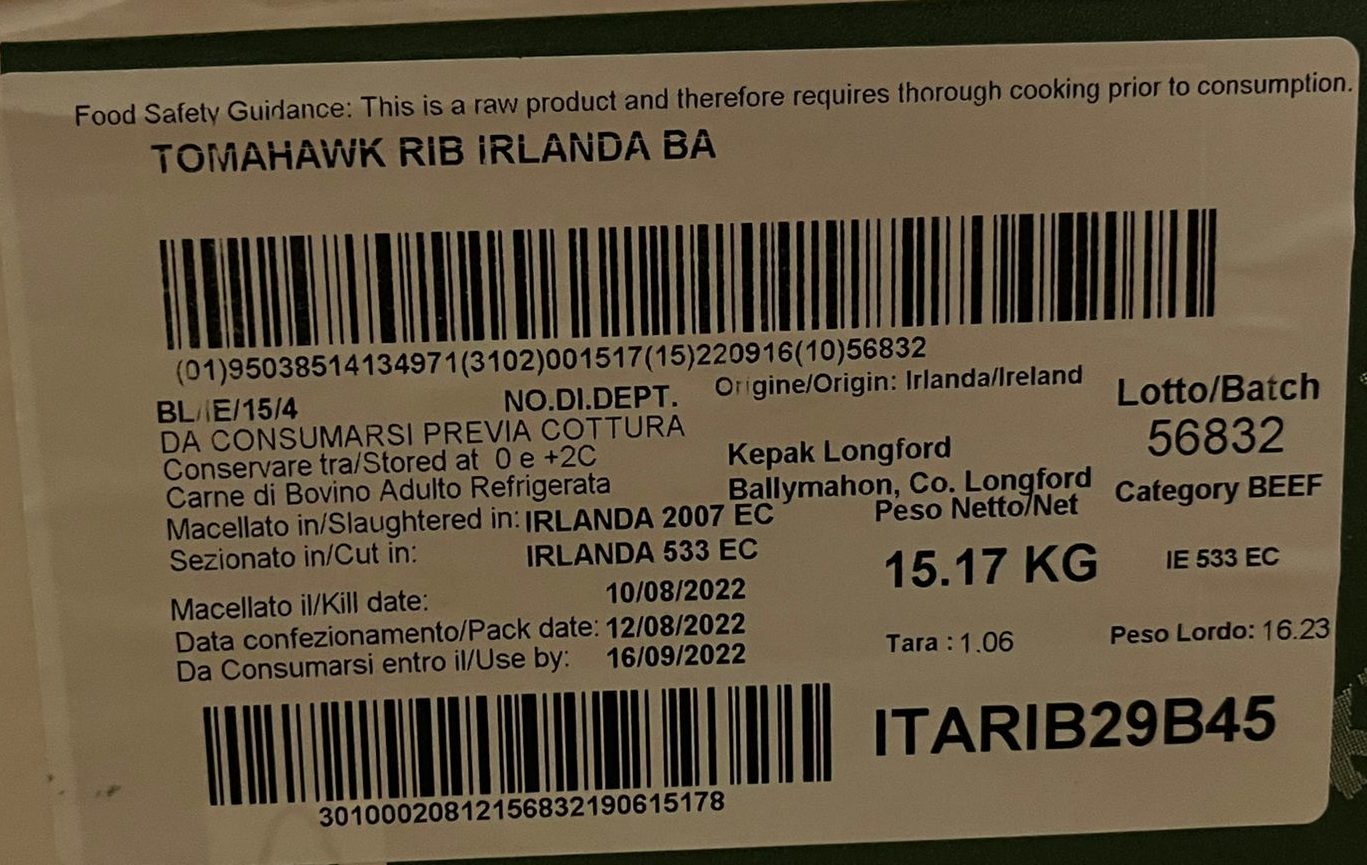 Food Safety Guidance: This is a raw product and therefore requires thorough cooking prior to consumption.
TOMAHAWK RIB IRLANDA BA
(01)95038514134971(3102)001517(15)220916(10)56832
NO.DI.DEPT.
Origine/Origin: Irlanda/Ireland
Lotto/Batch
56832
DA CONSUMARSI PREVIA COTTURA
Conservare tra/Stored at 0 e +2C
Kepak Longford
Carne di Bovino Adulto Refrigerata
Ballymahon, Co. Longford
Category BEEF
Macellato in/Slaughtered in: IRLANDA 2007 EC
Peso Netto/Net
Sezionato in/Cut in: IRLANDA 533 EC
15.17 KG
IE 533 EC
Macellato il/Kill date: 10/08/2022
Data confezionamento/Pack date: 12/08/2022
Tara : 1.06
Peso Lordo: 16.23
Da Consumarsi entro il/Use by: 16/09/2022
ITARIB29B45
30100020812156832190615178